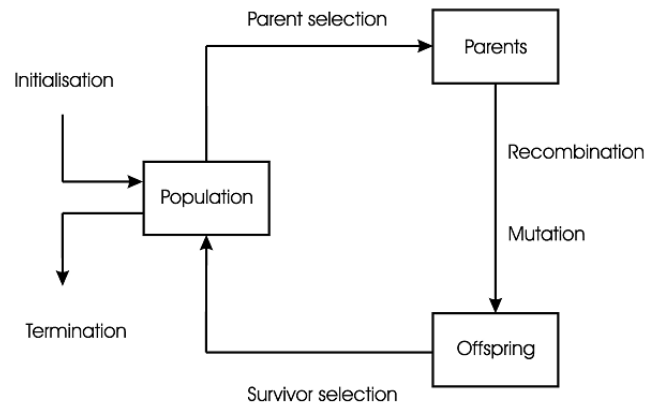 Parent selection
Parents
Initialisation
Recombination
Population
Mutation
Termination
Offspring
Survivor selection